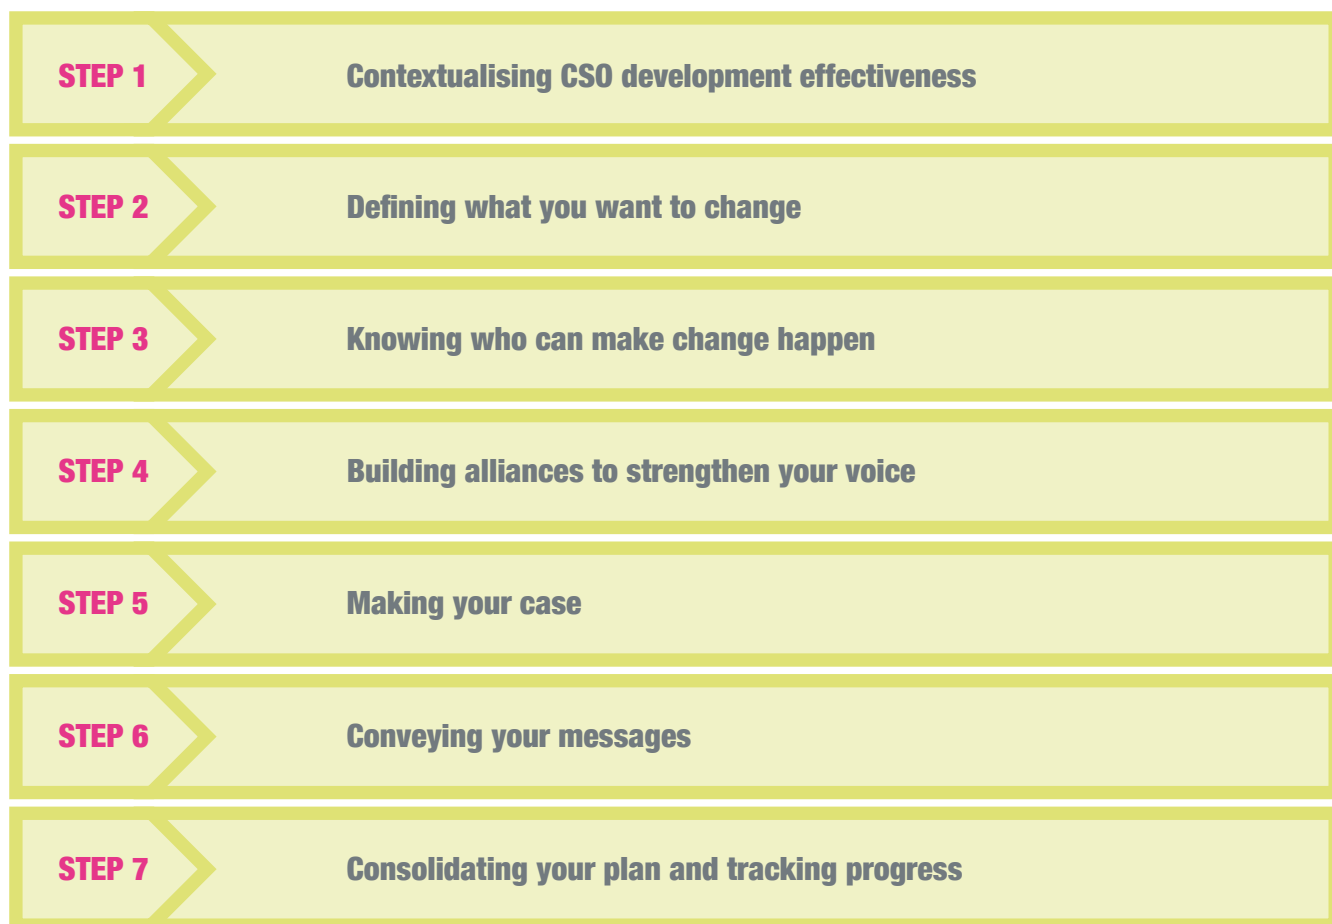 STEP 1 Contextualising CSO development effectiveness
STEP 2 Defining what you want to change
STEP 3 Knowing who can make change happen
STEP 4 Building alliances to strengthen your voice
STEP 5 Making your case
STEP 6 Conveying your messages
STEP 7 Consolidating your plan and tracking progress